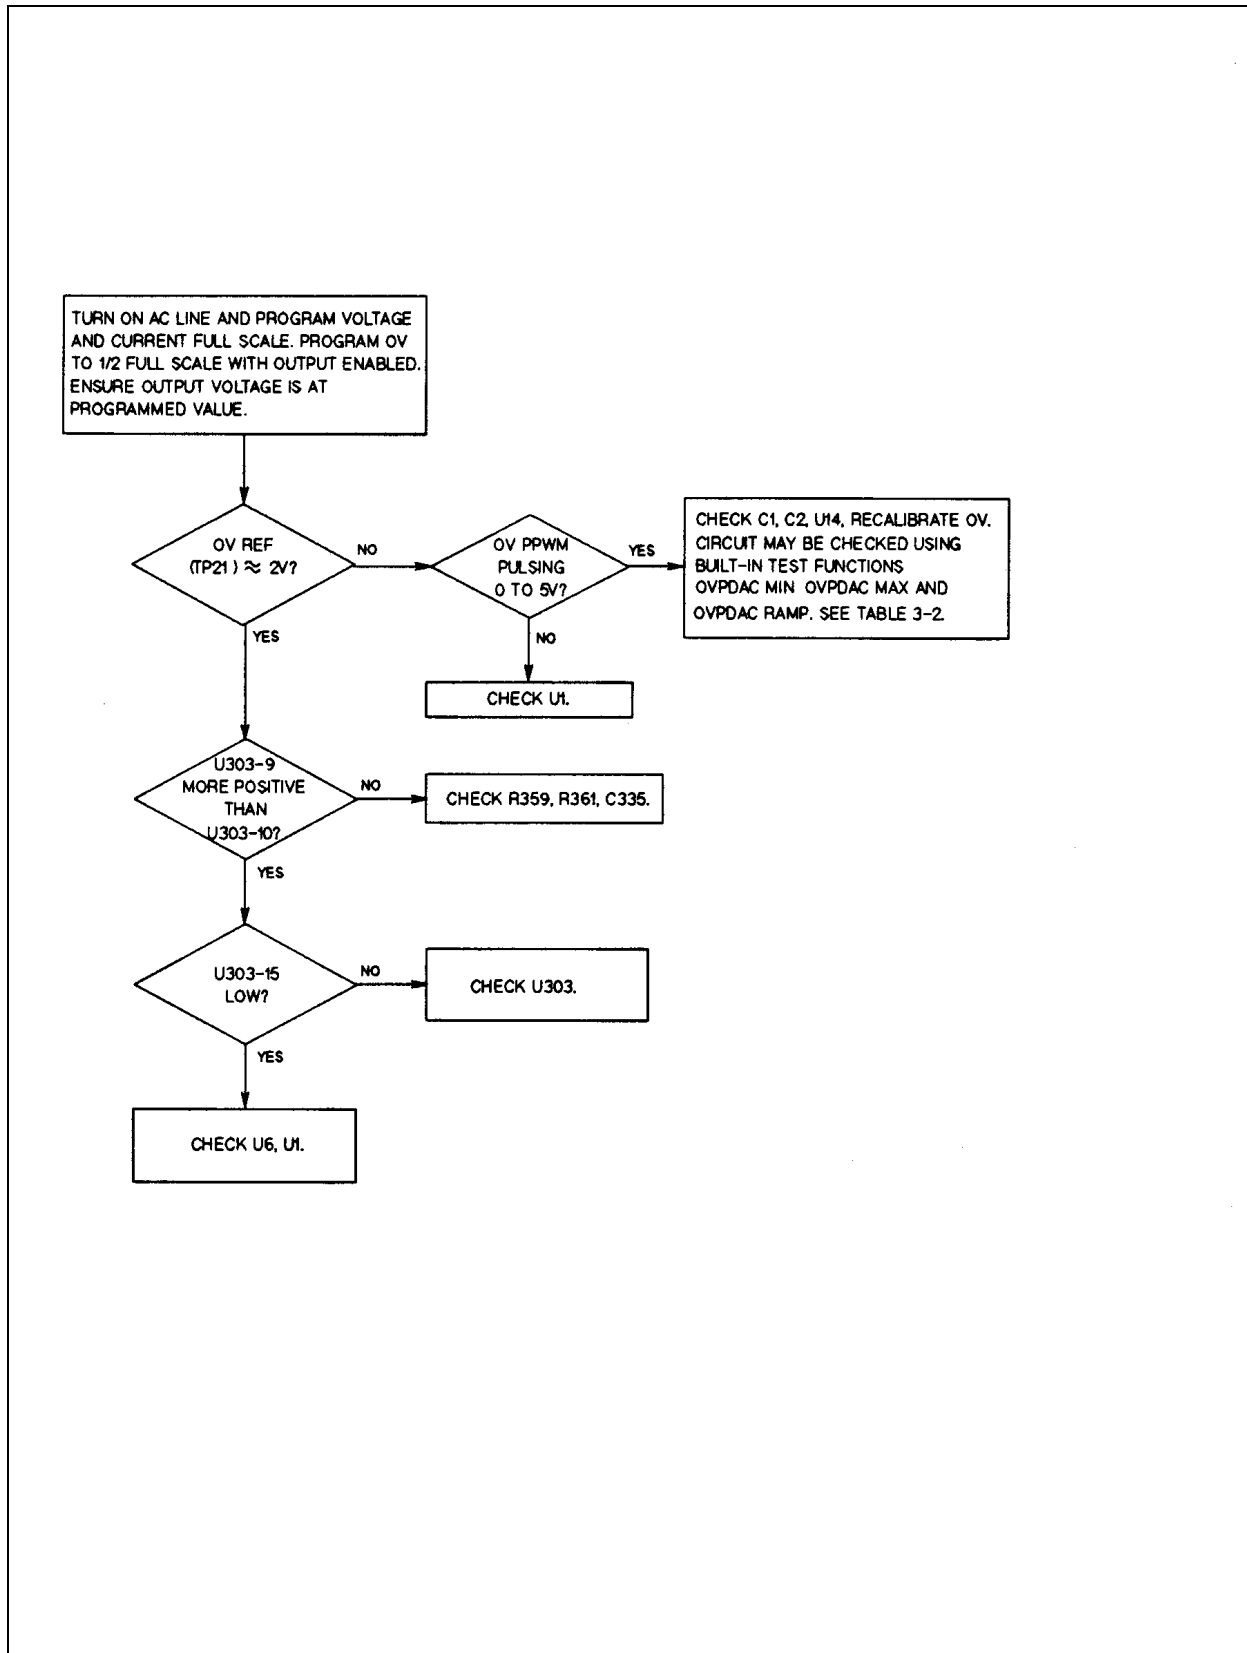 TURN ON AC LINE AND PROGRAM VOLTAGE
AND CURRENT FULL SCALE. PROGRAM OV
TO 1/2 FULL SCALE WITH OUTPUT ENABLED.
ENSURE OUTPUT VOLTAGE IS AT
PROGRAMMED VALUE.
OV REF
(TP21) ≈ 2V?
NO
OV PPWM
PULSING
0 TO 5V?
YES
CHECK C1, C2, U14, RECALIBRATE OV.
CIRCUIT MAY BE CHECKED USING
BUILT-IN TEST FUNCTIONS
OVPDAC MIN OVPDAC MAX AND
OVPDAC RAMP. SEE TABLE 3-2.
YES
NO
CHECK U1.
U303-9
MORE POSITIVE
THAN
U303-10?
NO
CHECK R359, R361, C335.
YES
U303-15
LOW?
NO
CHECK U303.
YES
CHECK U6, U1.